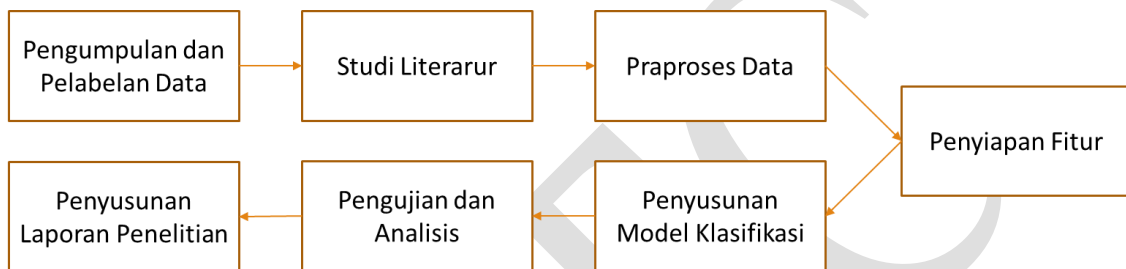 Pengumpulan dan
Pelabelan Data
Studi Literarur
Praproses Data
Penyiapan Fitur
Penyusunan
Model Klasifikasi
Pengujian dan
Analisis
Penyusunan
Laporan Penelitian